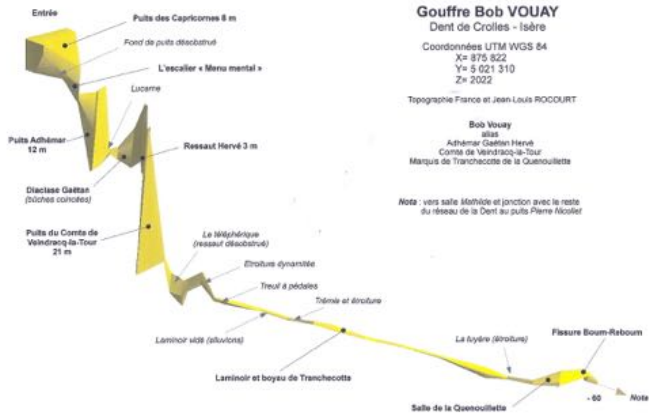 Gouffre Bob VOUAY
Dent de Crolles - Isère
Coordonnées UTM WGS 84
X= 875 822
Y= 5 021 310
Z= 2022
Topographie France et Jean-Louis ROCOURT
Bob Vouay
alias
Adhémar Gaëtan Hervé
Comte de Veindracq-la-Tour
Marquis de Tranchecotte de la Quenouillette
Nota : vers salle Mathilde et jonction avec le reste
du réseau de la Dent au puits Pierre Nicollet
Entrée
Puits des Capricornes 8 m
Fond de puits désobstrué
L'escalier « Menu mental »
Lucarne
Puits Adhémar
12 m
Ressaut Hervé 3 m
Diaclase Gaëtan
(bûches coincées)
Puits du Comte de
Veindracq-la-Tour
21 m
Le téléphérique
(ressaut désobstrué)
Etroiture dynamitée
Treuil à pédales
Trémie et étroiture
Laminoir vidé (alluvions)
La tuyère (étroiture)
Fissure Boum-Raboum
Laminoir et boyau de Tranchecotte
Salle de la Quenouillette
- 60
Nota